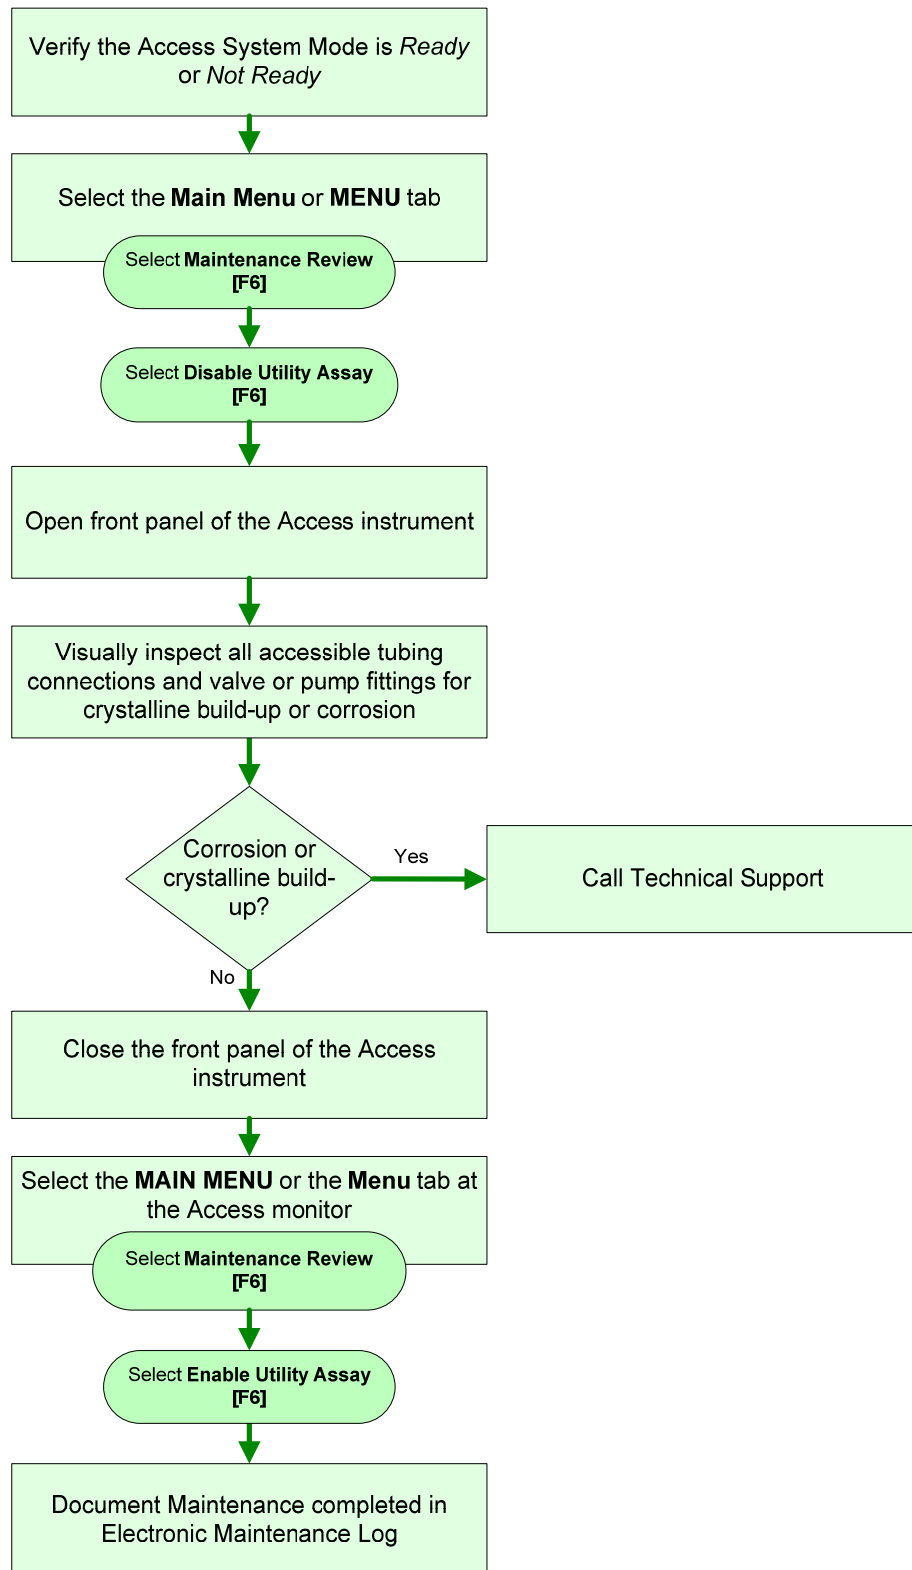 Verify the Access System Mode is Ready
or Not Ready
Select the Main Menu or MENU tab
Select Maintenance Review
[F6]
Select Disable Utility Assay
[F6]
Open front panel of the Access instrument
Visually inspect all accessible tubing
connections and valve or pump fittings for
crystalline build-up or corrosion
Corrosion or
crystalline build-
up?
Yes
Call Technical Support
No
Close the front panel of the Access
instrument
Select the MAIN MENU or the Menu tab at
the Access monitor
Select Maintenance Review
[F6]
Select Enable Utility Assay
[F6]
Document Maintenance completed in
Electronic Maintenance Log